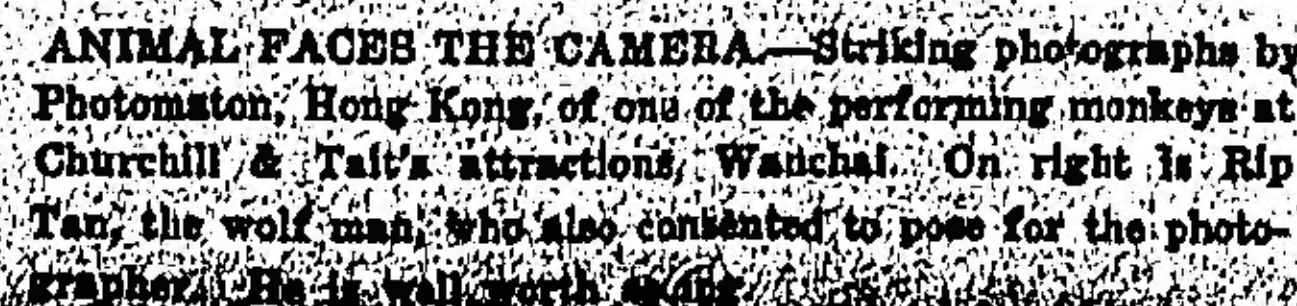 ANIMAL FACES THE CAMERA.—Striking photographs by
Photomaton, Hong Kong, of one of the performing monkeys at
Churchill & Tait's attractions, Wanchai. On right is Rip
Tan, the wolf man, who also consented to pose for the photo-
grapher. He is well worth seeing.